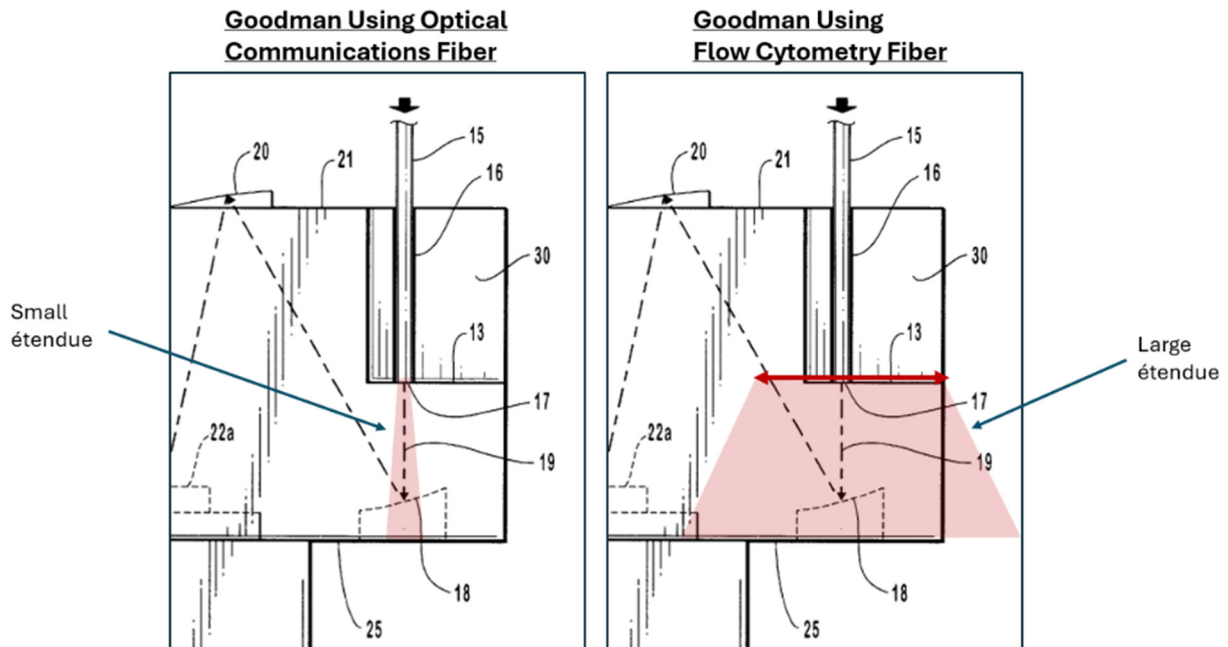 Goodman Using Optical
Communications Fiber
Goodman Using
Flow Cytometry Fiber
15
20
21
16
30
Small
étendue
13
17
22a
19
18
25
15
20
21
16
30
13
Large
étendue
17
22a
19
18
25